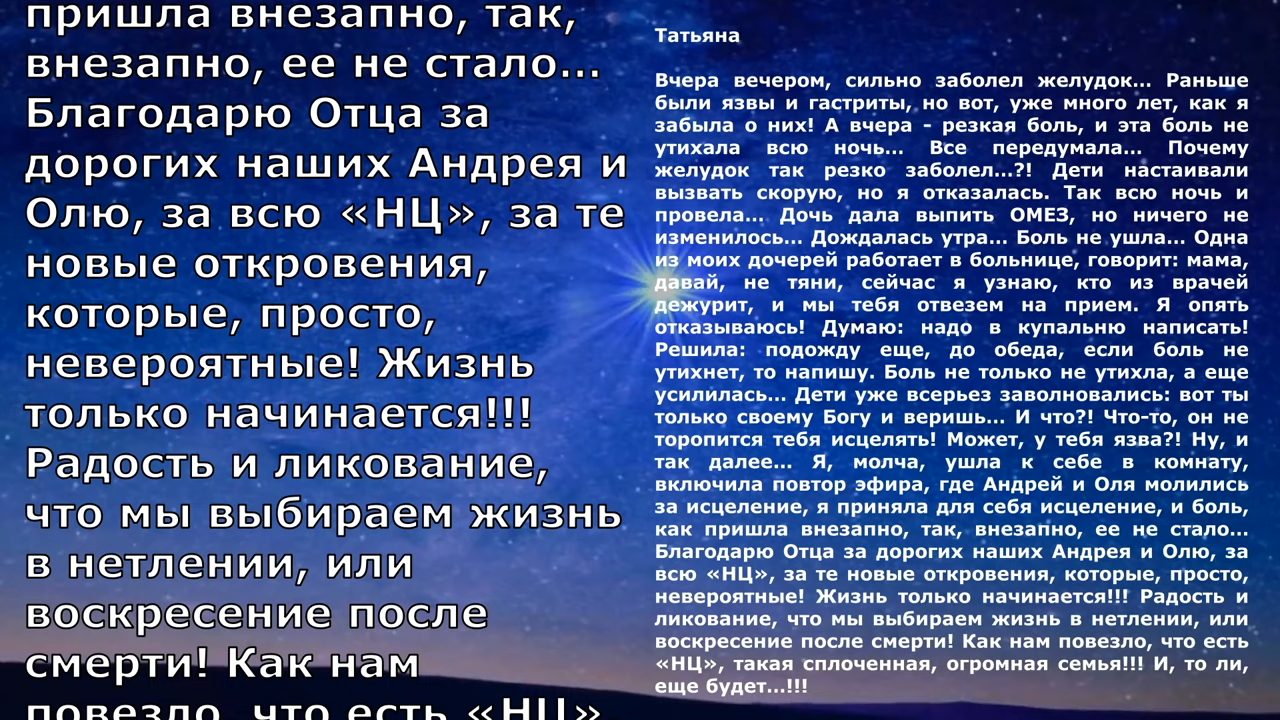 пришла внезапно, так,
внезапно, ее не стало...
Благодарю Отца за
дорогих наших Андрея и
Олю, за всю «НЦ», за те
новые откровения,
которые, просто,
невероятные! Жизнь
только начинается!!!
Радость и ликование,
что мы выбираем жизнь
в нетлении, или
воскресение после
смерти! Как нам
повезло, что есть «НЦ»,
Татьяна
Вчера вечером, сильно заболел желудок... Раньше
были язвы и гастриты, но вот, уже много лет, как я
забыла о них! А вчера - резкая боль, и эта боль не
утихала всю ночь... Все передумала... Почему
желудок так резко заболел...?! Дети настаивали
вызвать скорую, но я отказалась. Так всю ночь и
провела... Дочь дала выпить ОМЕЗ, но ничего не
изменилось... Дождалась утра... Боль не ушла... Одна
из моих дочерей работает в больнице, говорит: мама,
давай, не тяни, сейчас я узнаю, кто из врачей
дежурит, и мы тебя отвезем на прием. Я опять
отказываюсь! Думаю: надо в купальню написать!
Решила: подожду еще, до обеда, если боль не
утихнет, то напишу. Боль не только не утихла, а еще
усилилась... Дети уже всерьез заволновались: вот ты
только своему Богу и веришь... И что?! Что-то, он не
торопится тебя исцелять! Может, у тебя язва?! Ну, и
так далее... Я, молча, ушла к себе в комнату,
включила повтор эфира, где Андрей и Оля молились
за исцеление, я приняла для себя исцеление, и боль,
как пришла внезапно, так, внезапно, ее не стало...
Благодарю Отца за дорогих наших Андрея и Олю, за
всю «НЦ», за те новые откровения, которые, просто,
невероятные! Жизнь только начинается!!! Радость и
ликование, что мы выбираем жизнь в нетлении, или
воскресение после смерти! Как нам повезло, что есть
«НЦ», такая сплоченная, огромная семья!!! И, то ли,
еще будет...!!!